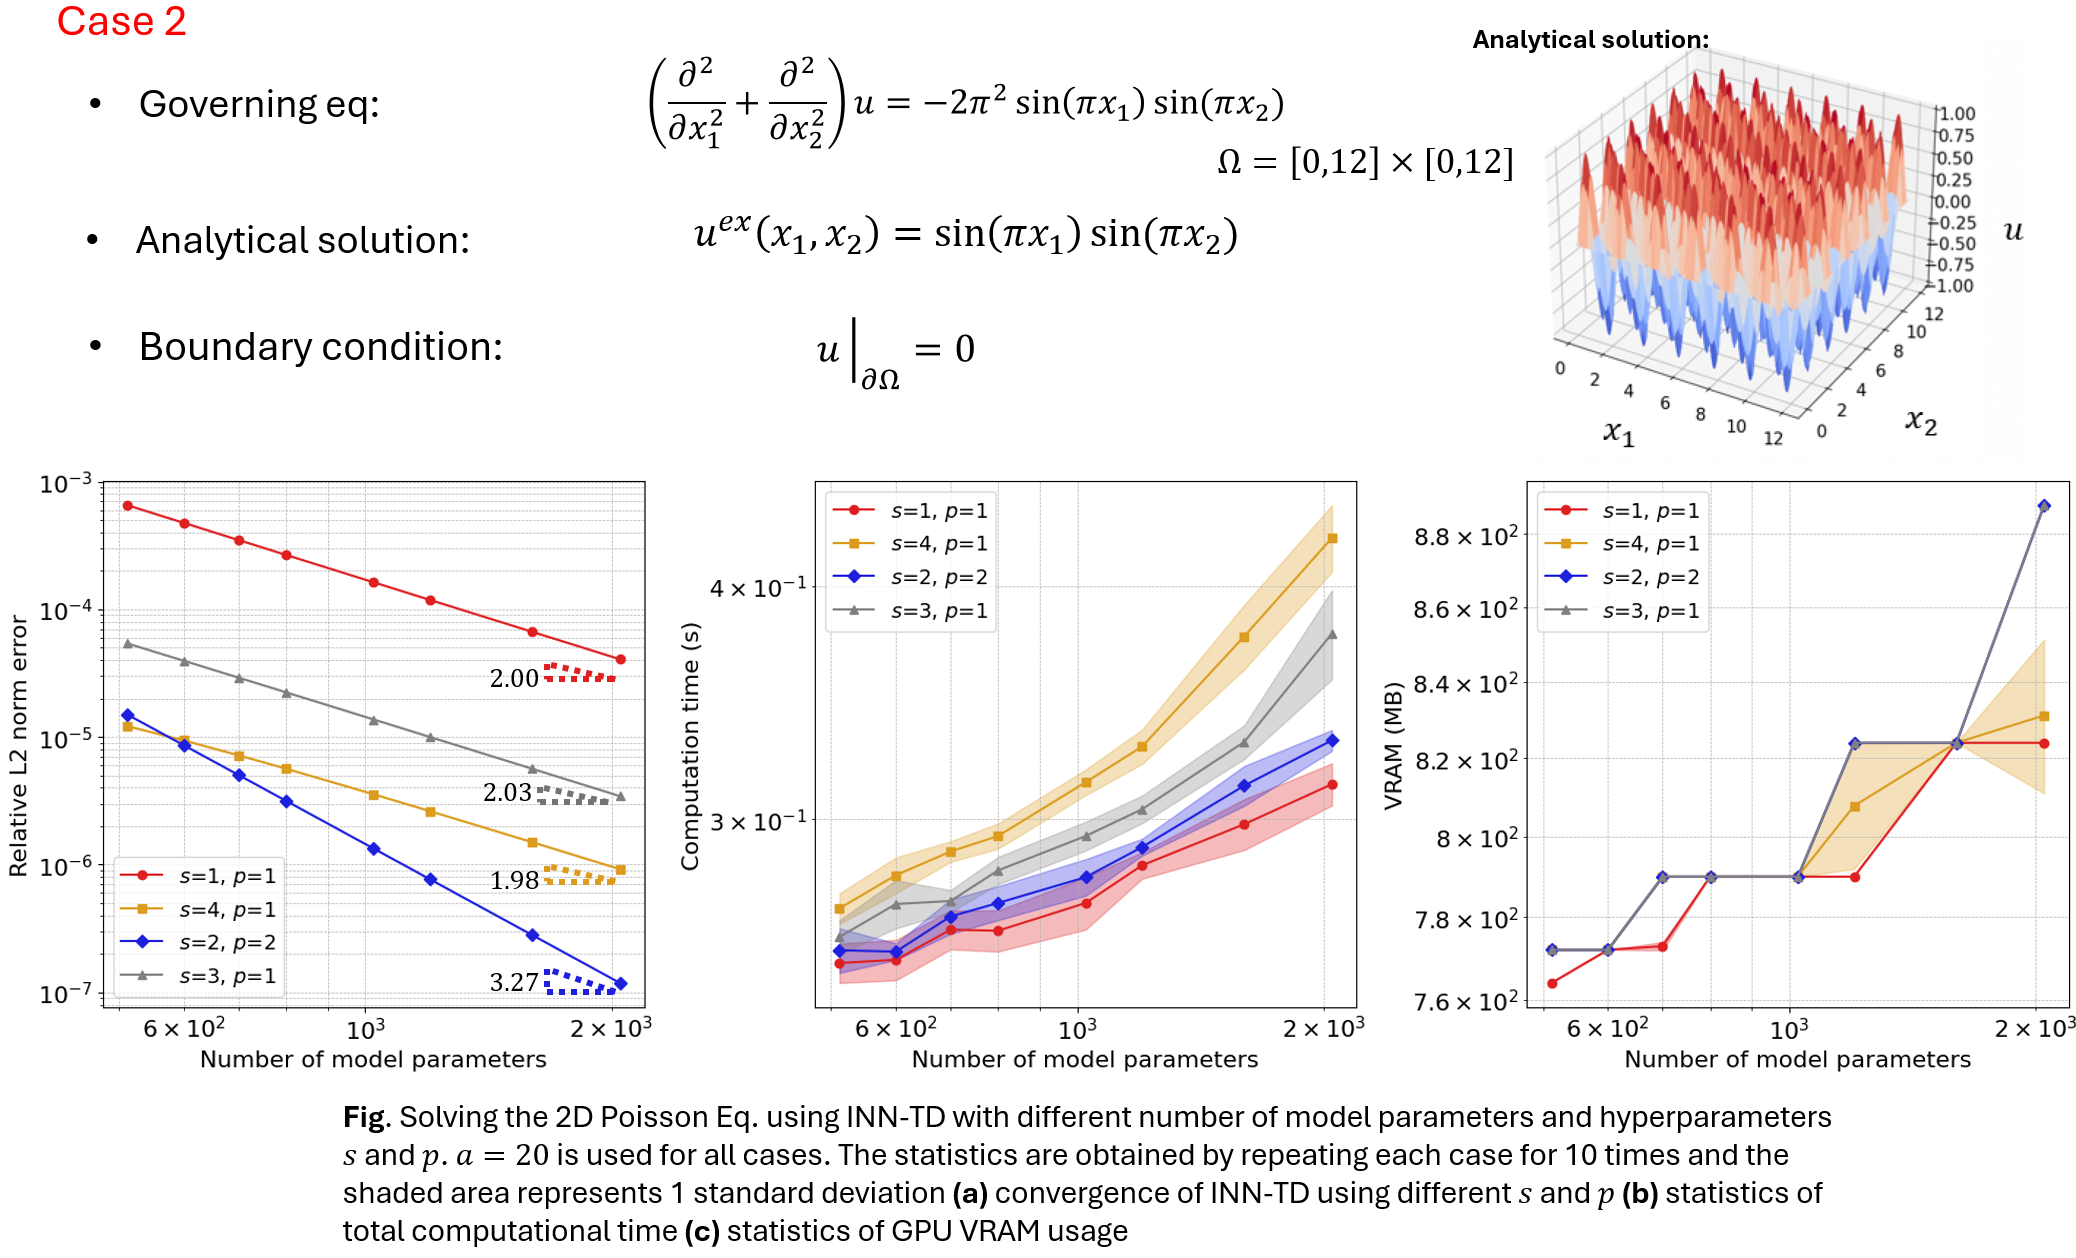 Case 2
• Governing eq:
(∂²/∂x₁² + ∂²/∂x₂²) u = −2π² sin(πx₁) sin(πx₂)
Ω = [0,12] × [0,12]
• Analytical solution:
uᵉˣ(x₁, x₂) = sin(πx₁) sin(πx₂)
• Boundary condition:
u |∂Ω = 0
Analytical solution:
1.00
0.75
0.50
0.25
0.00
−0.25
−0.50
−0.75
−1.00
u
0 2 4 6 8 10 12
x₁
0 2 4 6 8 10 12
x₂
Relative L2 norm error
10⁻³
10⁻⁴
10⁻⁵
10⁻⁶
10⁻⁷
2.00
2.03
1.98
3.27
s=1, p=1
s=4, p=1
s=2, p=2
s=3, p=1
6 × 10² 10³ 2 × 10³
Number of model parameters
Computation time (s)
4 × 10⁻¹
3 × 10⁻¹
s=1, p=1
s=4, p=1
s=2, p=2
s=3, p=1
6 × 10² 10³ 2 × 10³
Number of model parameters
VRAM (MB)
8.8 × 10²
8.6 × 10²
8.4 × 10²
8.2 × 10²
8 × 10²
7.8 × 10²
7.6 × 10²
s=1, p=1
s=4, p=1
s=2, p=2
s=3, p=1
6 × 10² 10³ 2 × 10³
Number of model parameters
Fig. Solving the 2D Poisson Eq. using INN-TD with different number of model parameters and hyperparameters
s and p. a = 20 is used for all cases. The statistics are obtained by repeating each case for 10 times and the
shaded area represents 1 standard deviation (a) convergence of INN-TD using different s and p (b) statistics of
total computational time (c) statistics of GPU VRAM usage